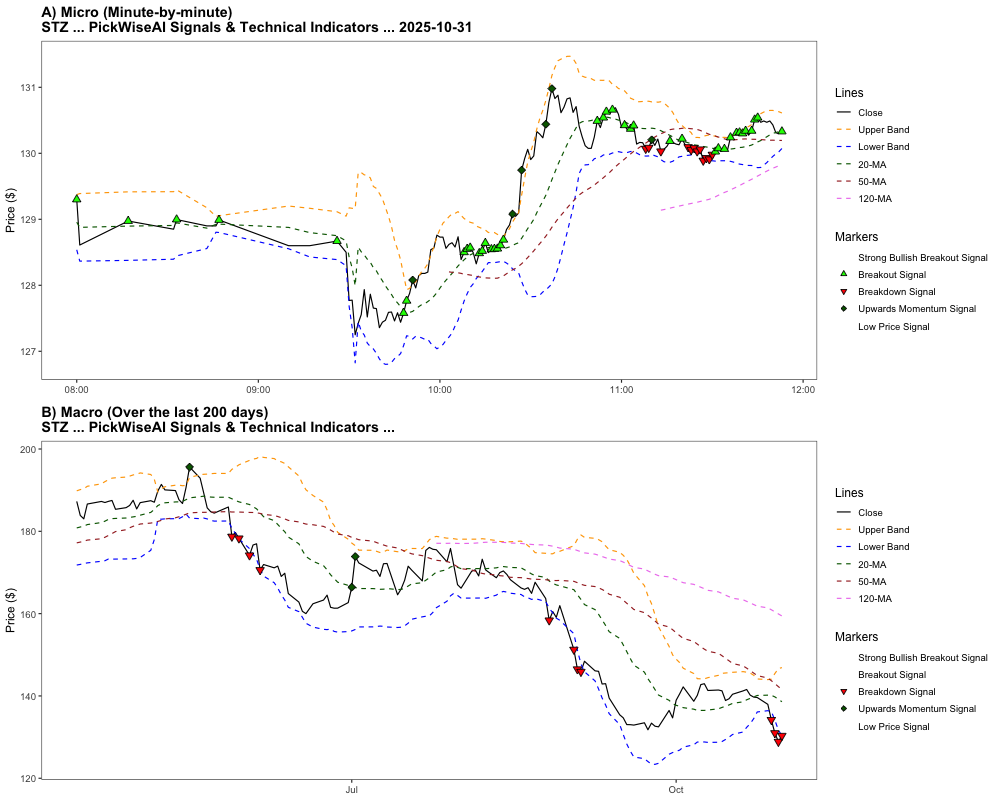 A) Micro (Minute-by-minute)
STZ ... PickWiseAI Signals & Technical Indicators ... 2025-10-31
Price ($)
131
130
129
128
127
08:00
09:00
10:00
11:00
12:00
Lines
Close
Upper Band
Lower Band
20-MA
50-MA
120-MA
Markers
Strong Bullish Breakout Signal
Breakout Signal
Breakdown Signal
Upwards Momentum Signal
Low Price Signal
B) Macro (Over the last 200 days)
STZ ... PickWiseAI Signals & Technical Indicators ...
Price ($)
200
180
160
140
120
Jul
Oct
Lines
Close
Upper Band
Lower Band
20-MA
50-MA
120-MA
Markers
Strong Bullish Breakout Signal
Breakout Signal
Breakdown Signal
Upwards Momentum Signal
Low Price Signal